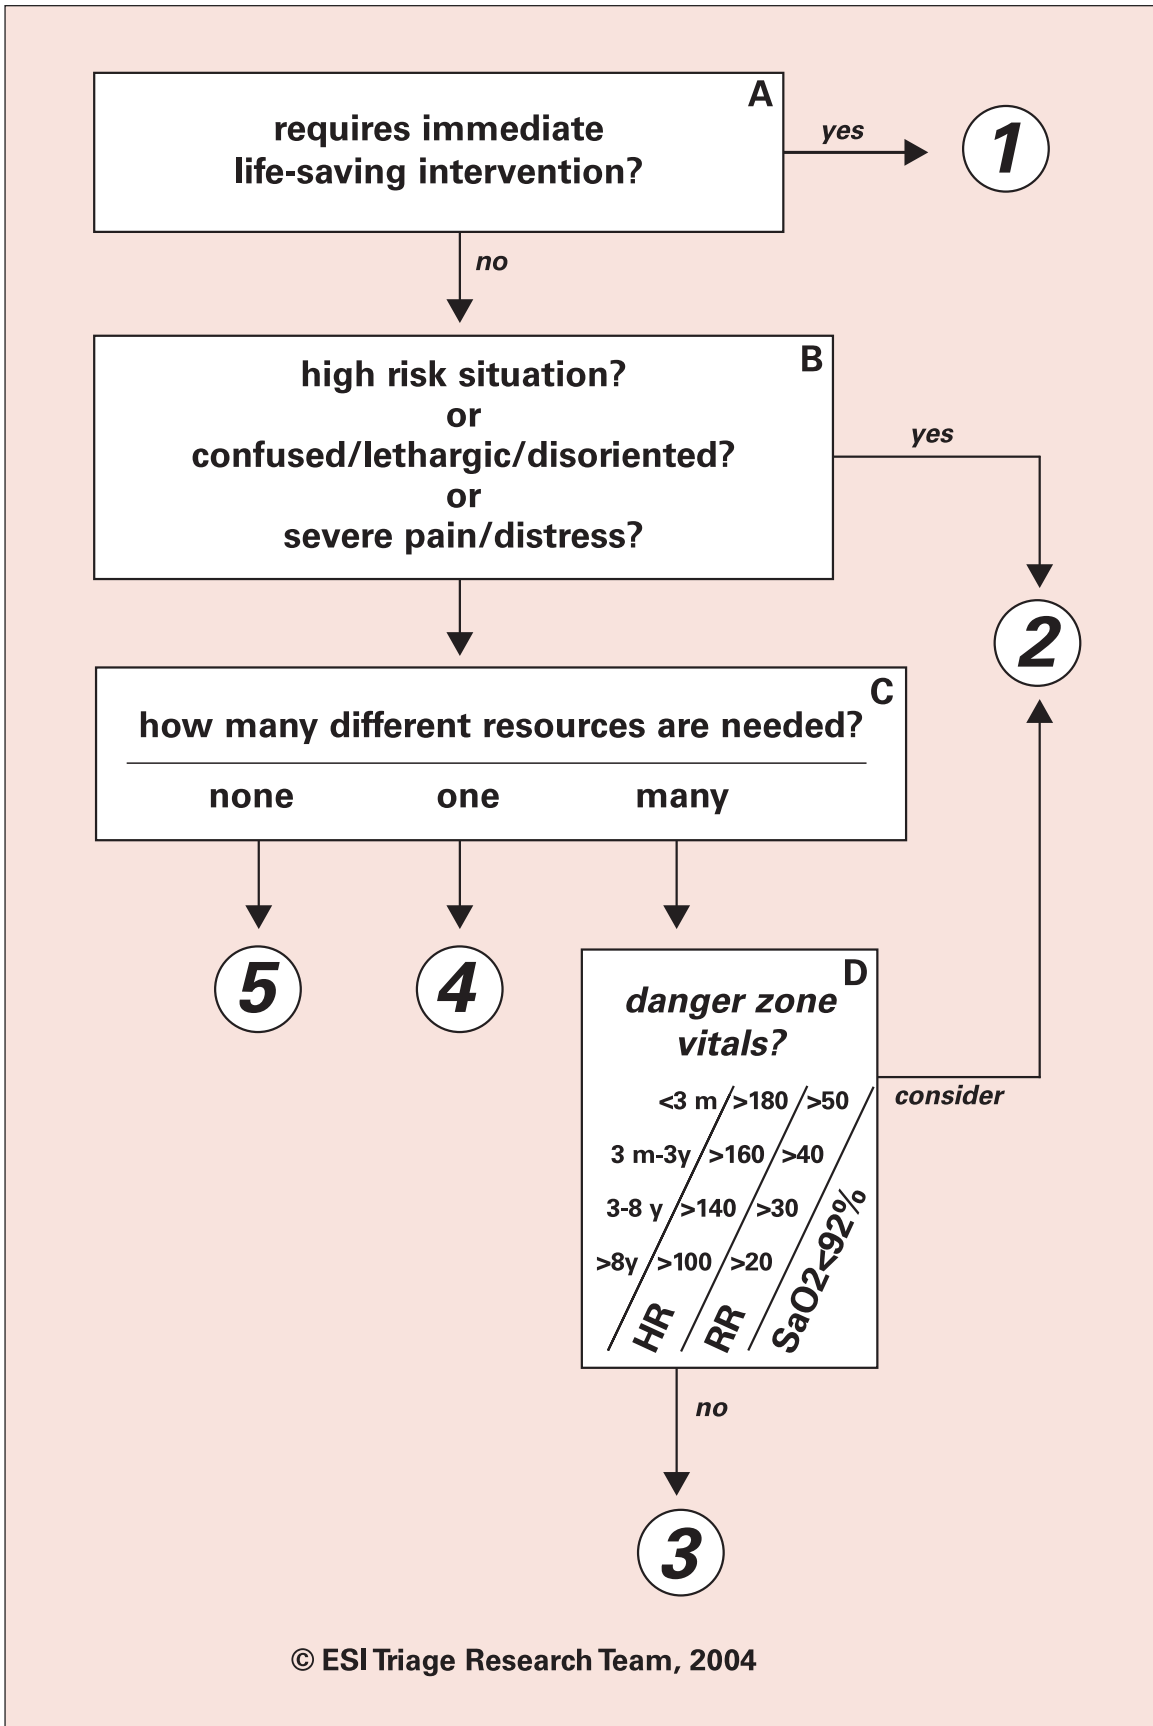 A
requires immediate
life-saving intervention?
yes
1
no
B
high risk situation?
or
confused/lethargic/disoriented?
or
severe pain/distress?
yes
2
C
how many different resources are needed?
none one many
5
4
D
danger zone
vitals?
<3 m >180 >50
3 m-3y >160 >40
3-8 y >140 >30
>8y >100 >20
HR RR SaO2<92%
consider
no
3
© ESI Triage Research Team, 2004